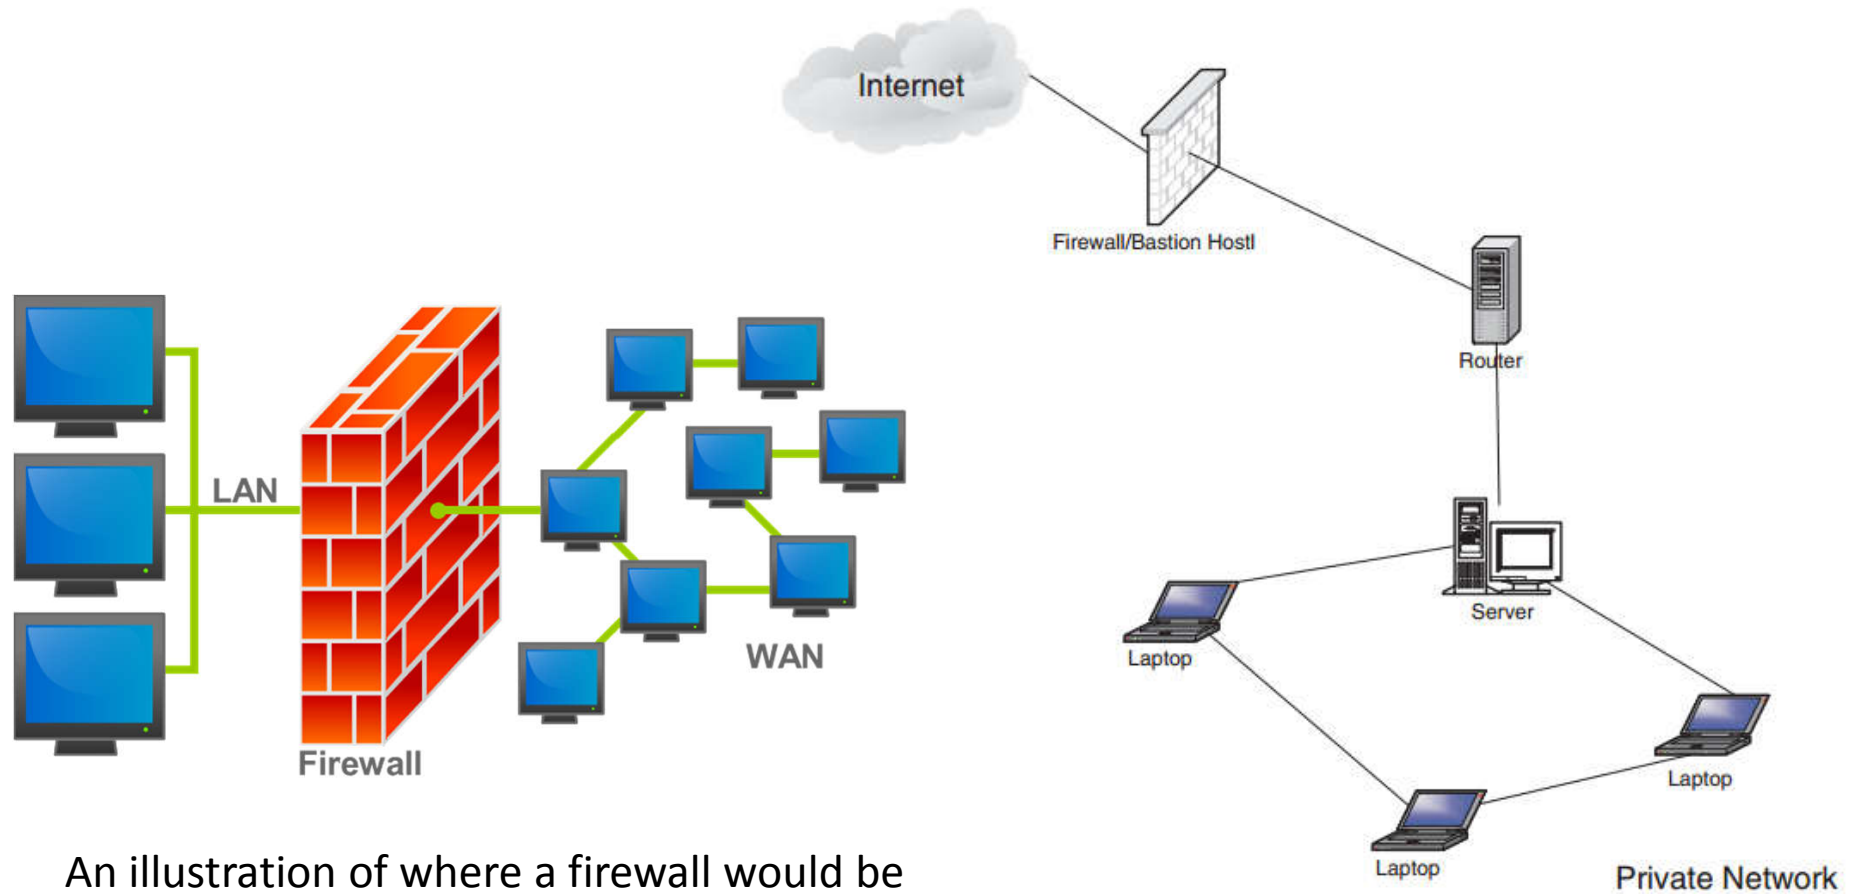 Internet
Firewall/Bastion Hostl
Router
LAN
Server
WAN
Laptop
Firewall
Laptop
Laptop
An illustration of where a firewall would be
Private Network